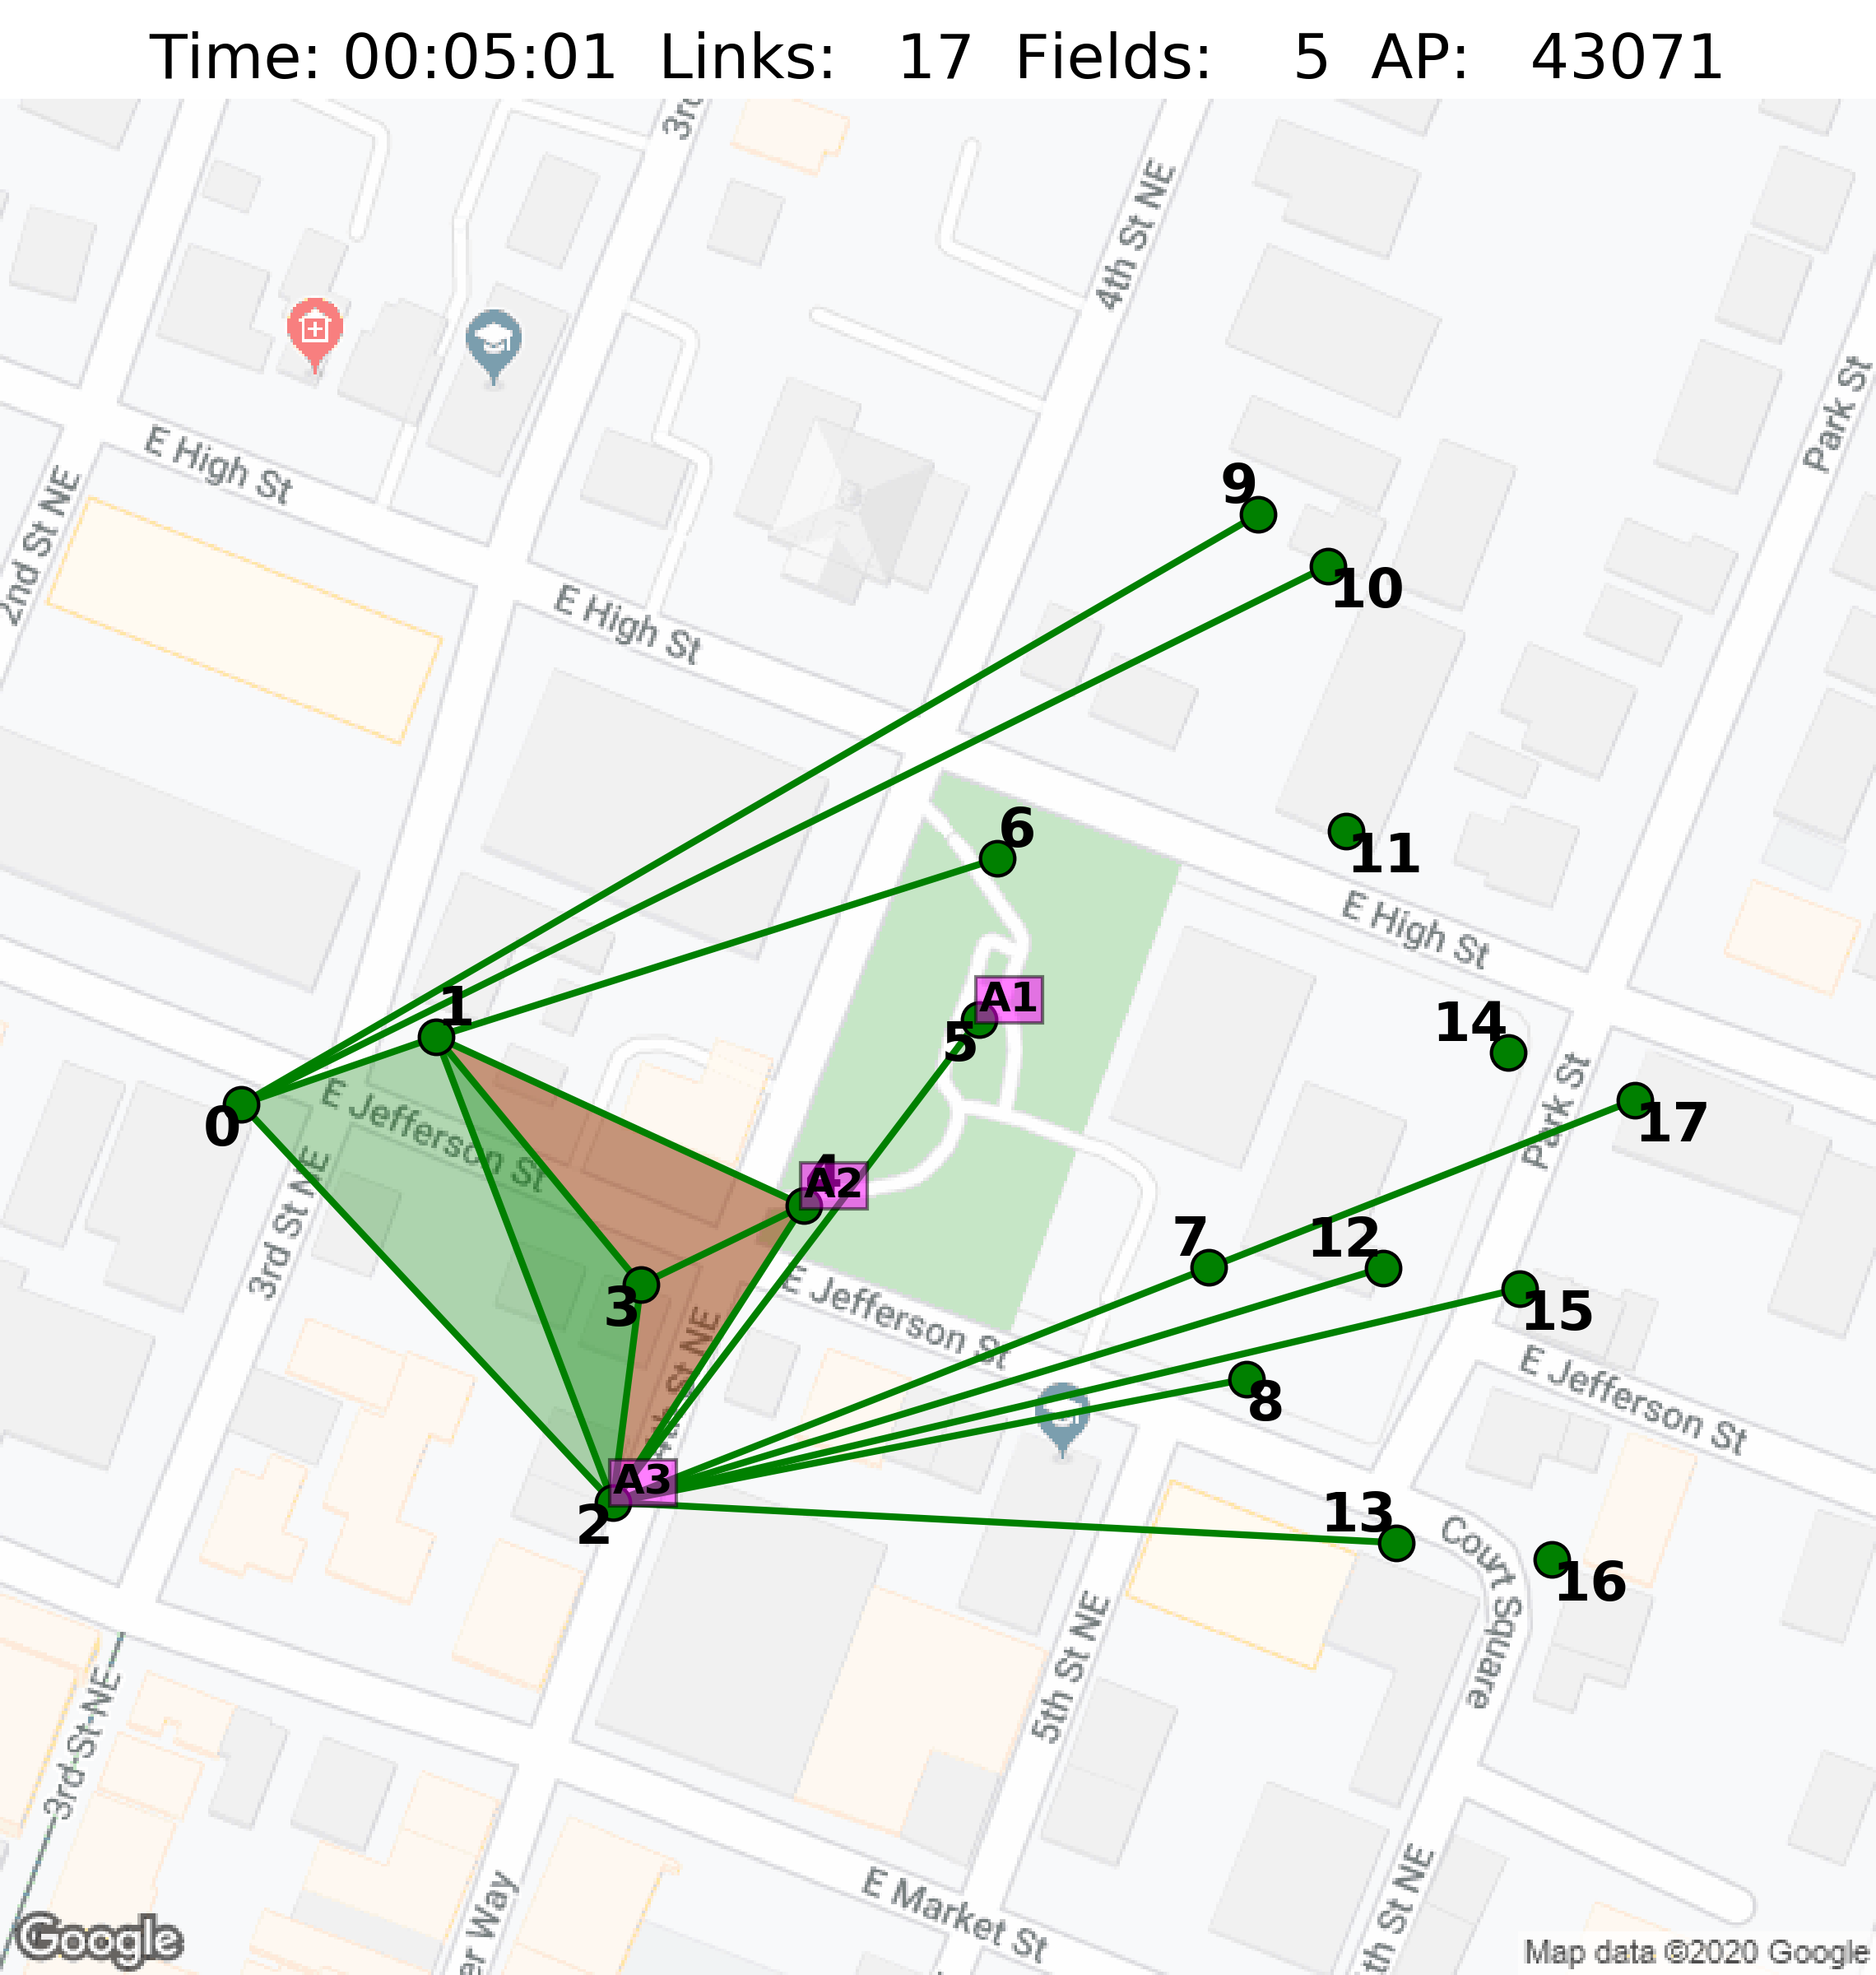 Time: 00:05:01 Links: 17 Fields: 5 AP: 43071
3rd
4th St NE
Park St
E High St
2nd St NE
9
10
E High St
6
11
E High St
1
A1
5
14
0
E Jefferson St
Park St
17
4
A2
3rd St NE
7
12
3
E Jefferson St
15
4th St NE
8
E Jefferson St
A3
2
13
Court Square
16
5th St NE
3rd St NE
E Market St
er Way
th St NE
Google
Map data ©2020 Google